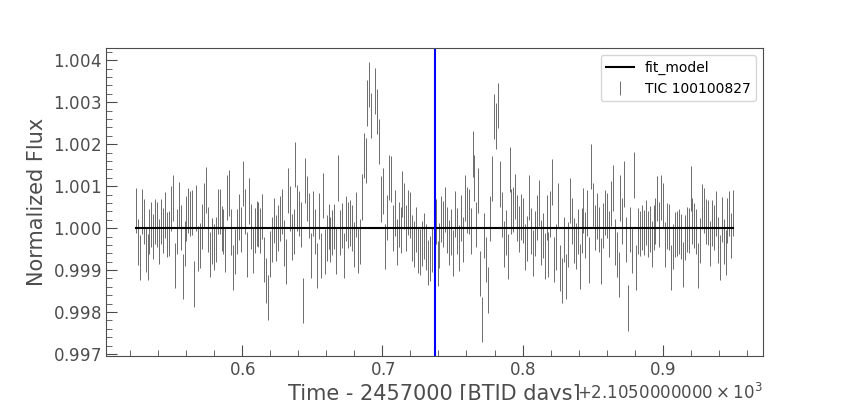 1.004
1.003
1.002
1.001
1.000
0.999
0.998
0.997
Normalized Flux
fit_model
TIC 100100827
0.6 0.7 0.8 0.9
Time - 2457000 [BTJD days]
+2.1050000000 × 10³